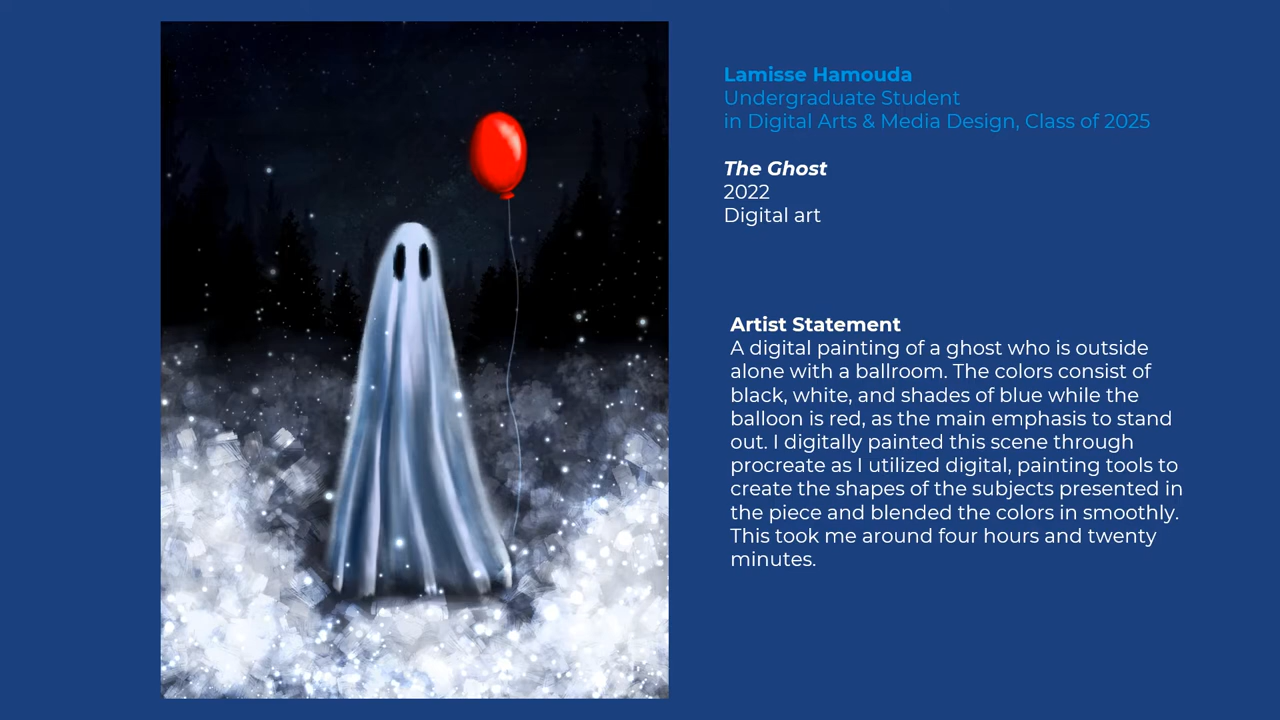 Lamisse Hamouda
Undergraduate Student
in Digital Arts & Media Design, Class of 2025
The Ghost
2022
Digital art
Artist Statement
A digital painting of a ghost who is outside
alone with a ballroom. The colors consist of
black, white, and shades of blue while the
balloon is red, as the main emphasis to stand
out. I digitally painted this scene through
procreate as I utilized digital, painting tools to
create the shapes of the subjects presented in
the piece and blended the colors in smoothly.
This took me around four hours and twenty
minutes.